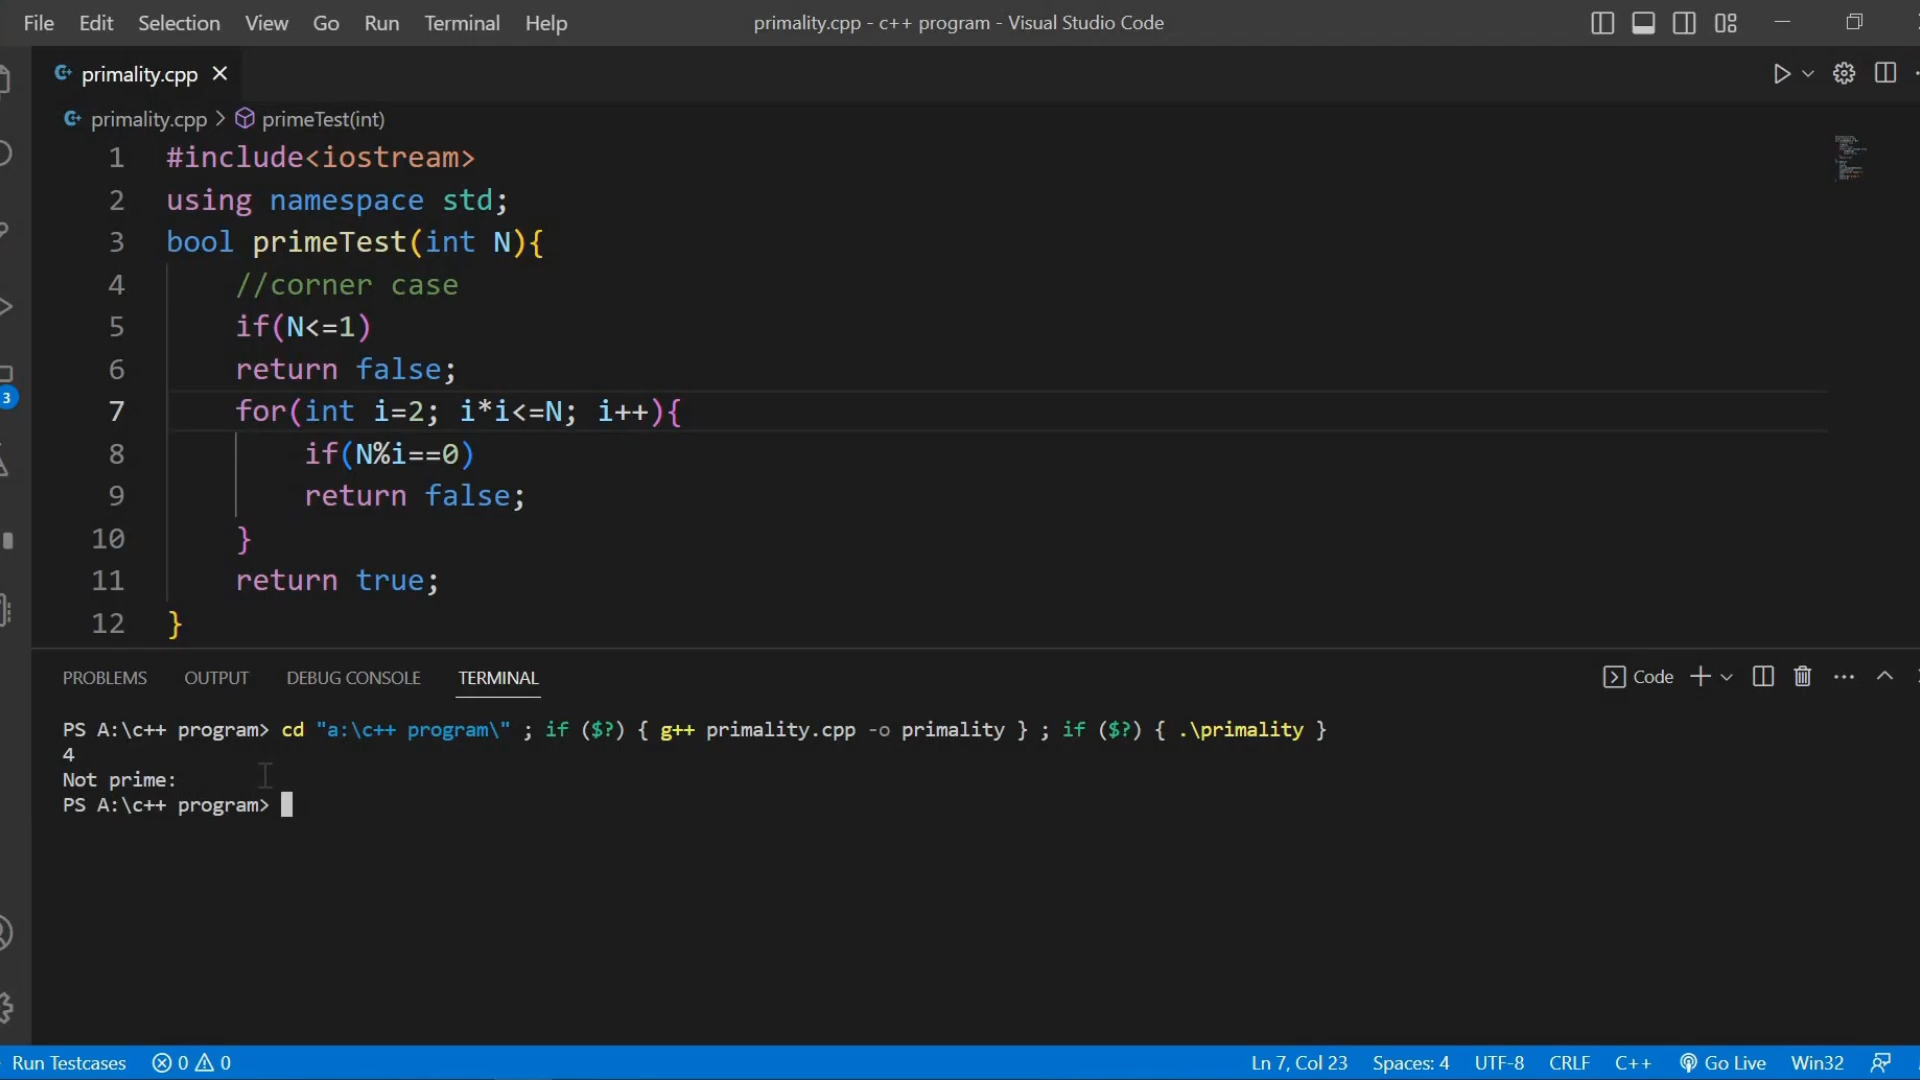 File Edit Selection View Go Run Terminal Help primality.cpp - c++ program - Visual Studio Code
primality.cpp
primality.cpp > primeTest(int)
1 #include<iostream>
2 using namespace std;
3 bool primeTest(int N){
4 //corner case
5 if(N<=1)
6 return false;
7 for(int i=2; i*i<=N; i++){
8 if(N%i==0)
9 return false;
10 }
11 return true;
12 }
3
PROBLEMS OUTPUT DEBUG CONSOLE TERMINAL Code
PS A:\c++ program> cd "a:\c++ program\" ; if ($?) { g++ primality.cpp -o primality } ; if ($?) { .\primality }
4
Not prime:
PS A:\c++ program>
Run Testcases 0 0 Ln 7, Col 23 Spaces: 4 UTF-8 CRLF C++ Go Live Win32